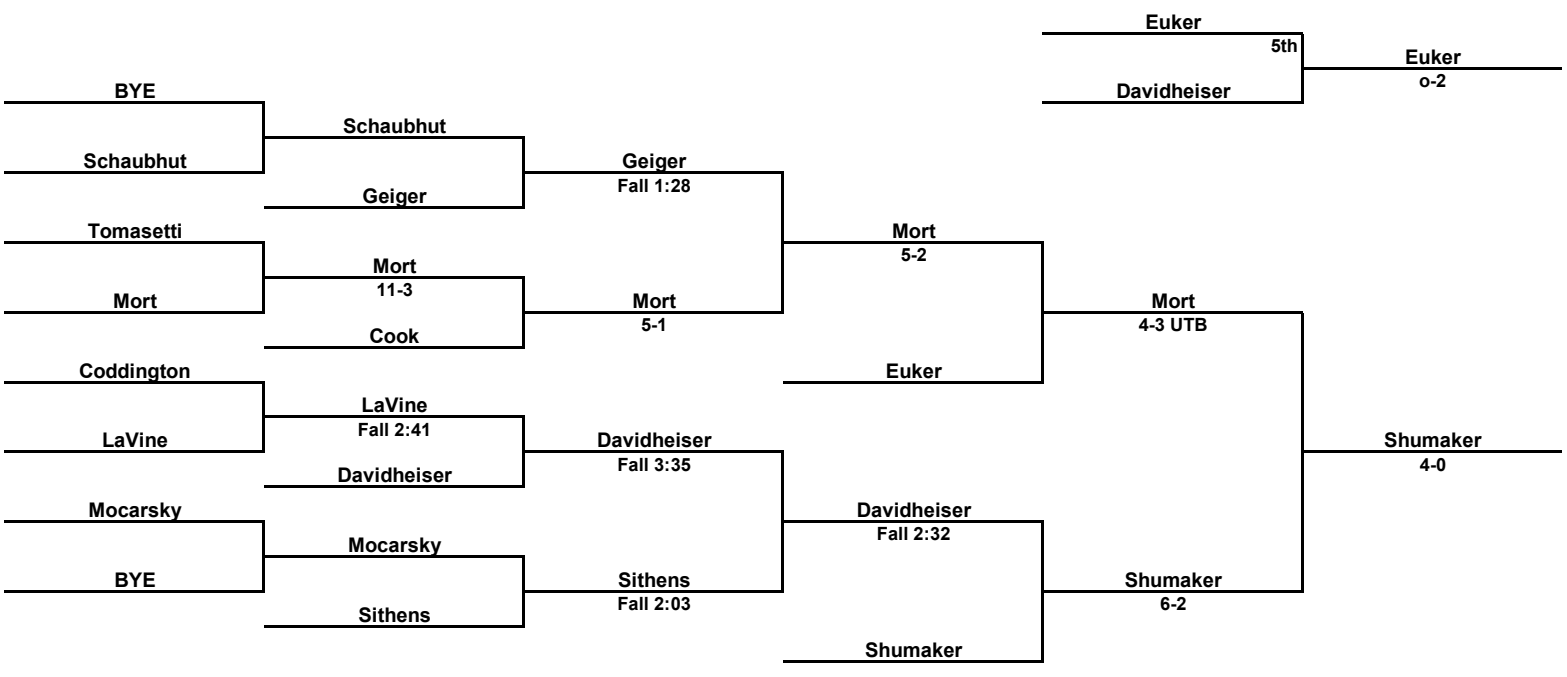 Euker
5th
Euker
Davidheiser
o-2
BYE
Schaubhut
Schaubhut
Geiger
Fall 1:28
Geiger
Tomasetti
Mort
5-2
Mort
11-3
Mort
Mort
5-1
Mort
4-3 UTB
Cook
Coddington
Euker
LaVine
Fall 2:41
LaVine
Davidheiser
Fall 3:35
Shumaker
4-0
Davidheiser
Mocarsky
Davidheiser
Fall 2:32
Mocarsky
BYE
Sithens
Fall 2:03
Shumaker
6-2
Sithens
Shumaker